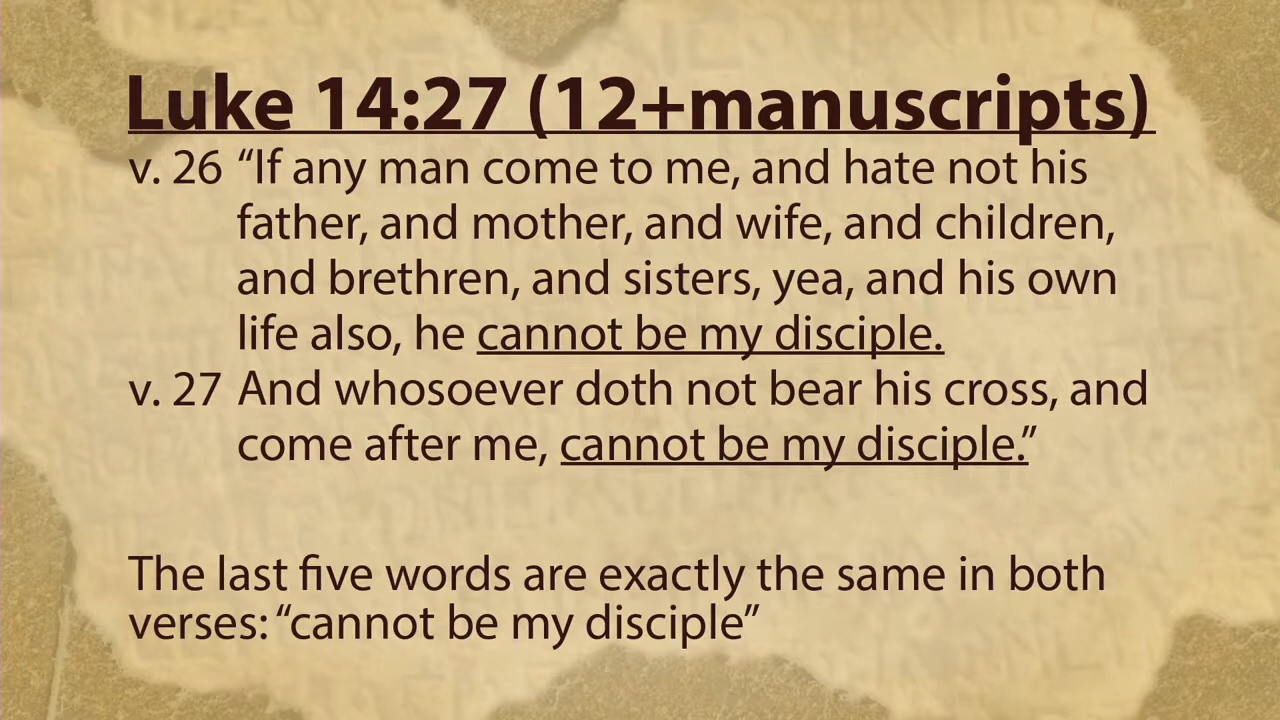 Luke 14:27 (12+manuscripts)
v. 26 “If any man come to me, and hate not his
father, and mother, and wife, and children,
and brethren, and sisters, yea, and his own
life also, he cannot be my disciple.
v. 27 And whosoever doth not bear his cross, and
come after me, cannot be my disciple.”
The last five words are exactly the same in both
verses: “cannot be my disciple”